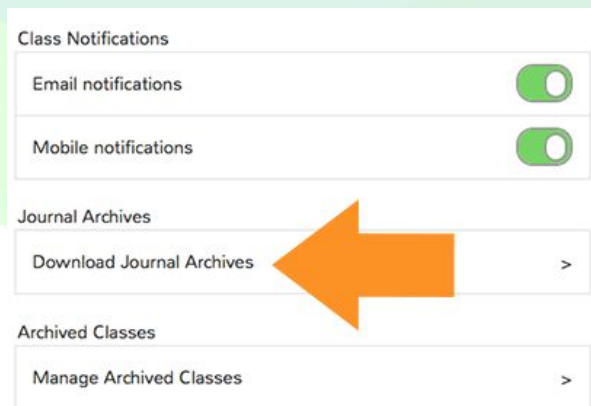 Class Notifications
Email notifications
Mobile notifications
Journal Archives
Download Journal Archives >
Archived Classes
Manage Archived Classes >